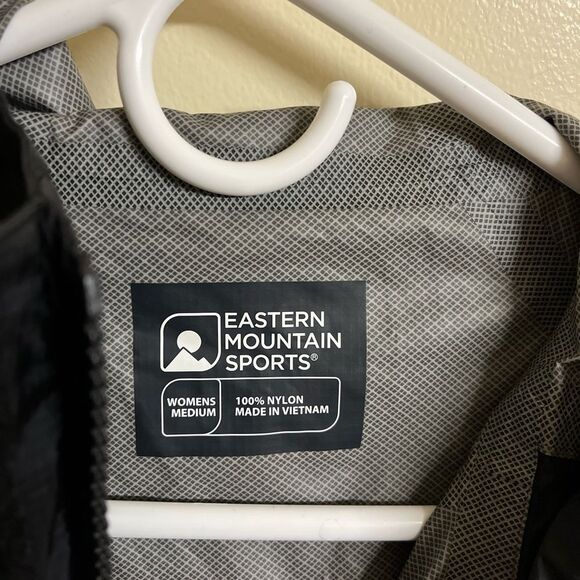 EASTERN
MOUNTAIN
SPORTS®
WOMENS
MEDIUM
100% NYLON
MADE IN VIETNAM